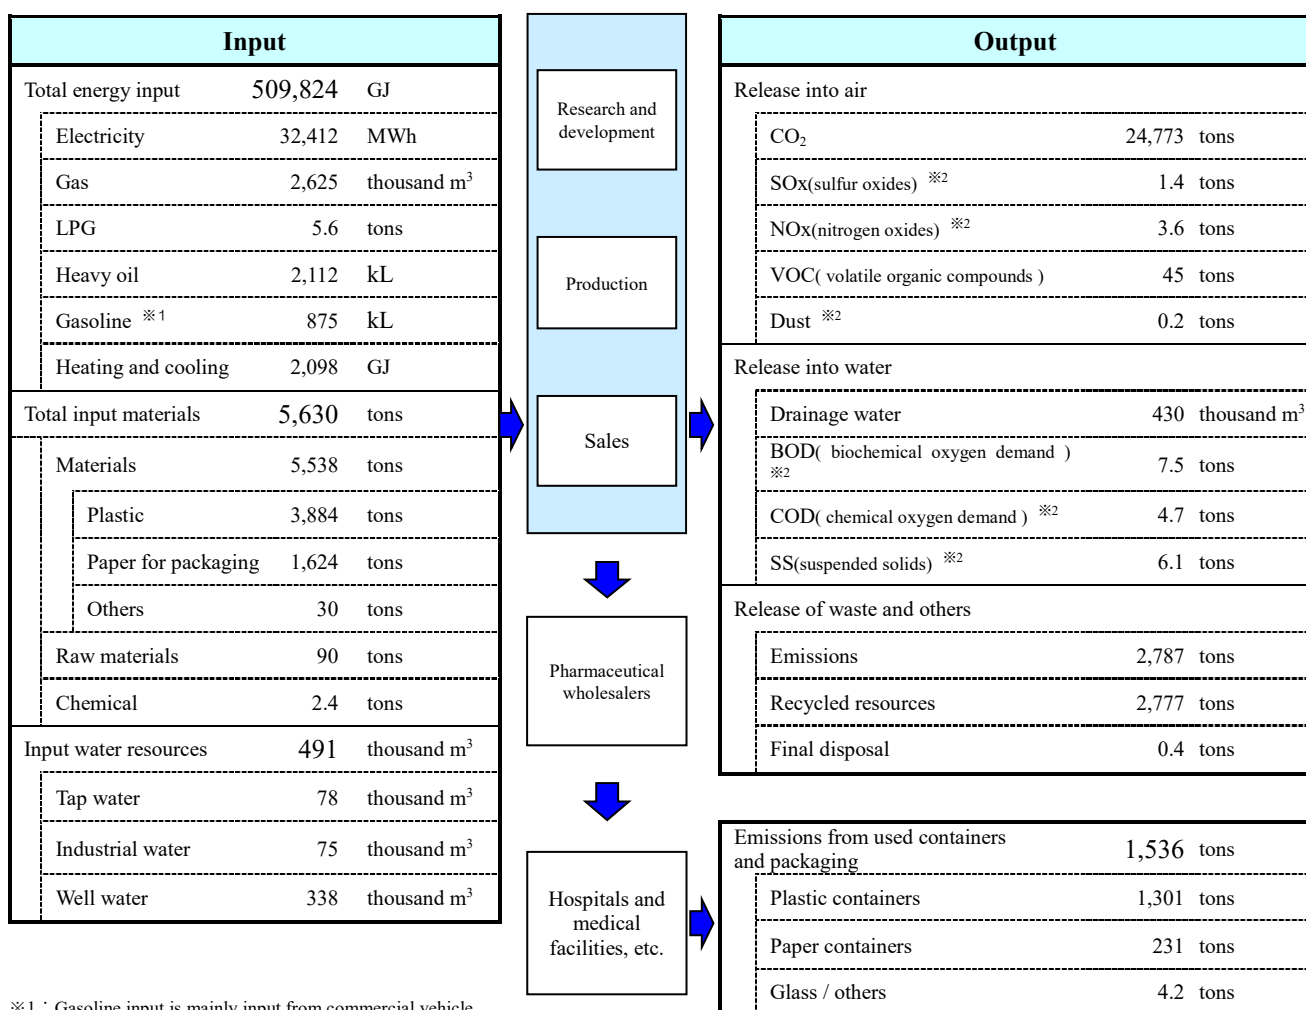 Input
Total energy input 509,824 GJ
Electricity 32,412 MWh
Gas 2,625 thousand m³
LPG 5.6 tons
Heavy oil 2,112 kL
Gasoline ※1 875 kL
Heating and cooling 2,098 GJ
Total input materials 5,630 tons
Materials 5,538 tons
Plastic 3,884 tons
Paper for packaging 1,624 tons
Others 30 tons
Raw materials 90 tons
Chemical 2.4 tons
Input water resources 491 thousand m³
Tap water 78 thousand m³
Industrial water 75 thousand m³
Well water 338 thousand m³
※1：Gasoline input is mainly input from commercial vehicle
Research and
development
Production
Sales
Pharmaceutical
wholesalers
Hospitals and
medical
facilities, etc.
Output
Release into air
CO₂ 24,773 tons
SOx(sulfur oxides) ※2 1.4 tons
NOx(nitrogen oxides) ※2 3.6 tons
VOC( volatile organic compounds ) 45 tons
Dust ※2 0.2 tons
Release into water
Drainage water 430 thousand m³
BOD( biochemical oxygen demand ) 7.5 tons
※2
COD( chemical oxygen demand ) ※2 4.7 tons
SS(suspended solids) ※2 6.1 tons
Release of waste and others
Emissions 2,787 tons
Recycled resources 2,777 tons
Final disposal 0.4 tons
Emissions from used containers
and packaging 1,536 tons
Plastic containers 1,301 tons
Paper containers 231 tons
Glass / others 4.2 tons